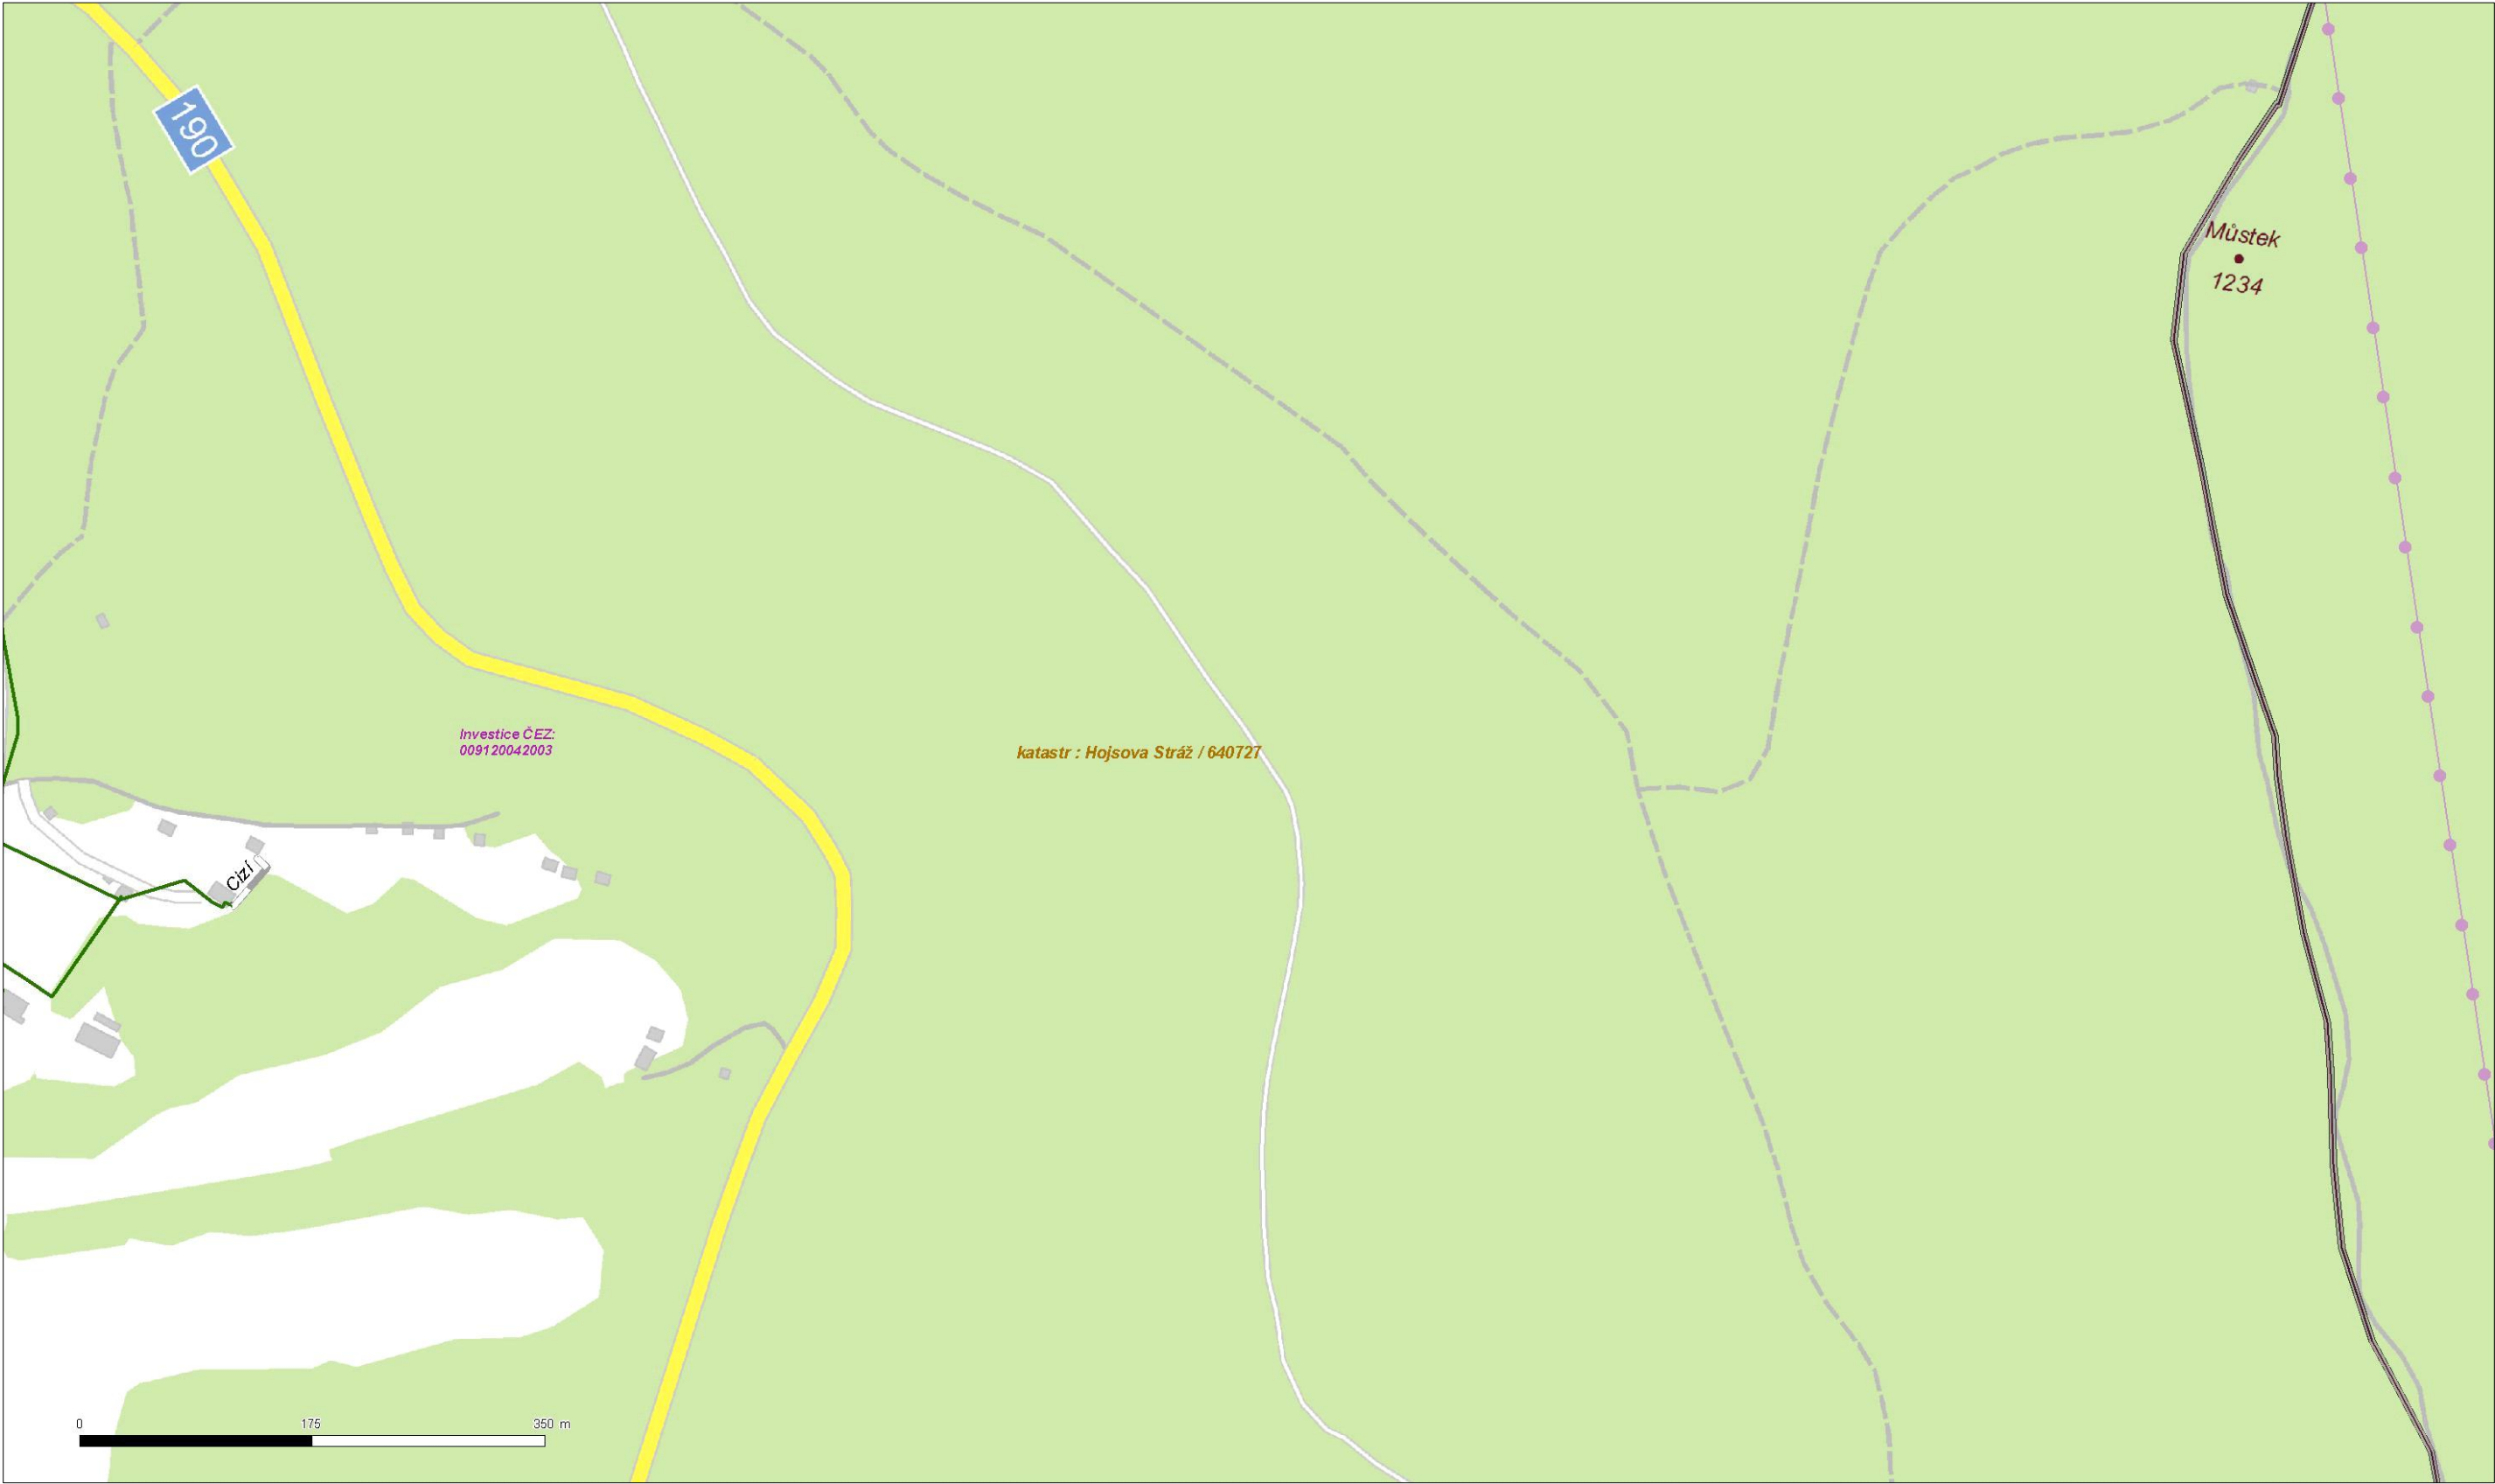 190
Můstek
1234
Investice ČEZ:
009120042003
katastr : Hojsova Stráž / 640727
Cizí
0 175 350 m